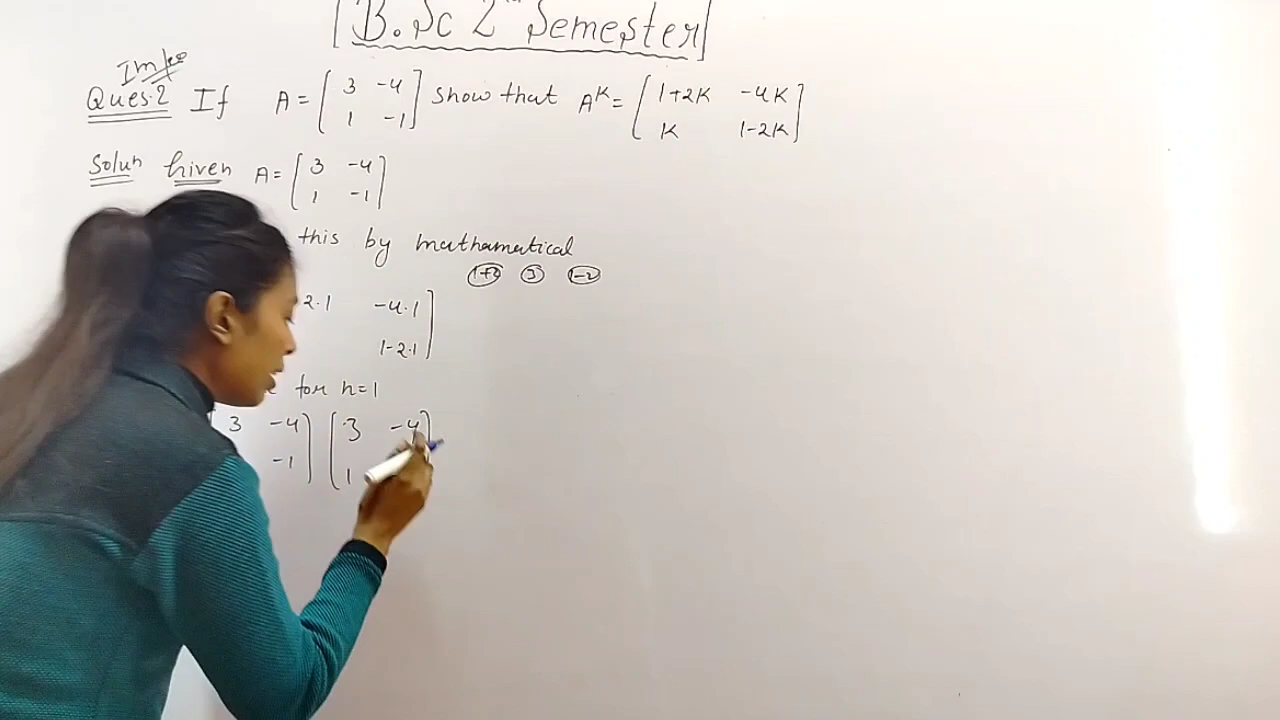 B.Sc 2nd Semester
Imp
Ques.2 If A = [ 3 -4
1 -1 ] show that A^K = [ 1+2K -4K
K 1-2K ]
Solun Given A = [ 3 -4
1 -1 ]
this by mathamatical
1+2 3 1-2
2.1 -4.1
1-2.1 ]
for n=1
3 -4 ] [ 3 -4 ]
-1 1